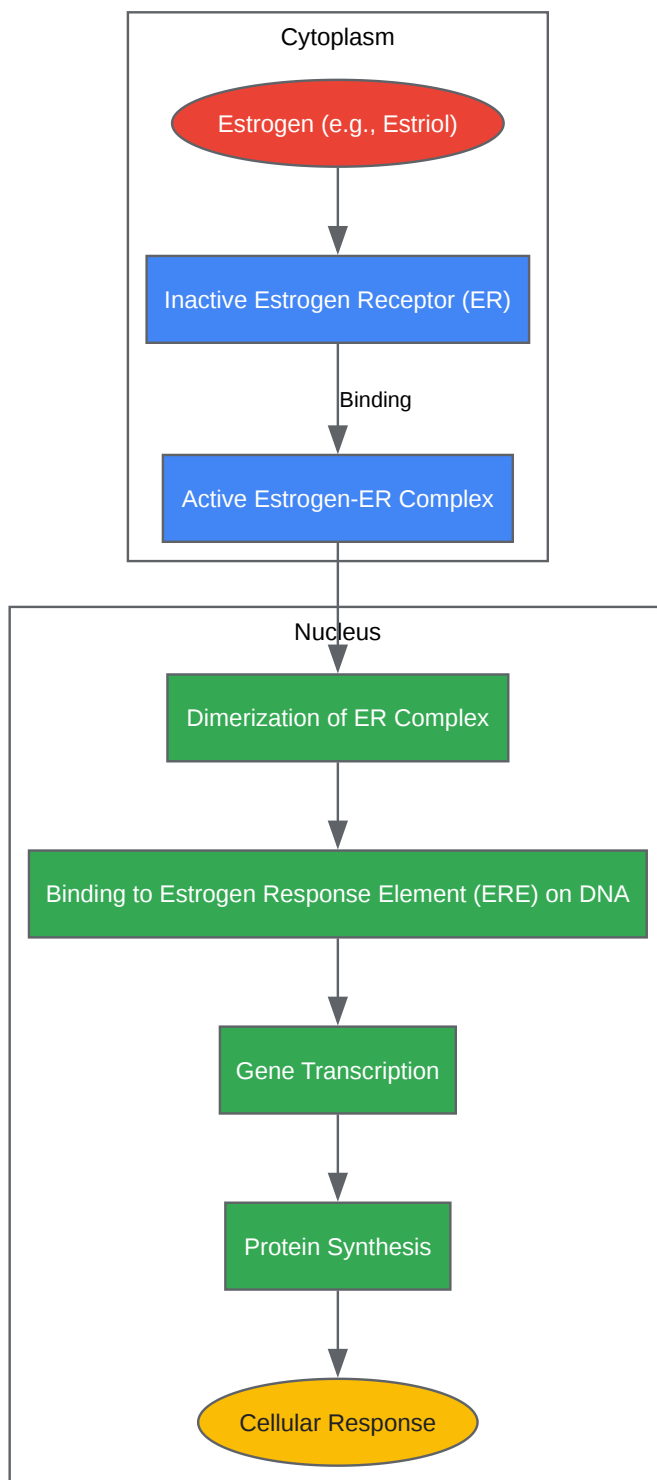 Cytoplasm
Estrogen (e.g., Estriol)
Inactive Estrogen Receptor (ER)
Binding
Active Estrogen-ER Complex
Nucleus
Dimerization of ER Complex
Binding to Estrogen Response Element (ERE) on DNA
Gene Transcription
Protein Synthesis
Cellular Response